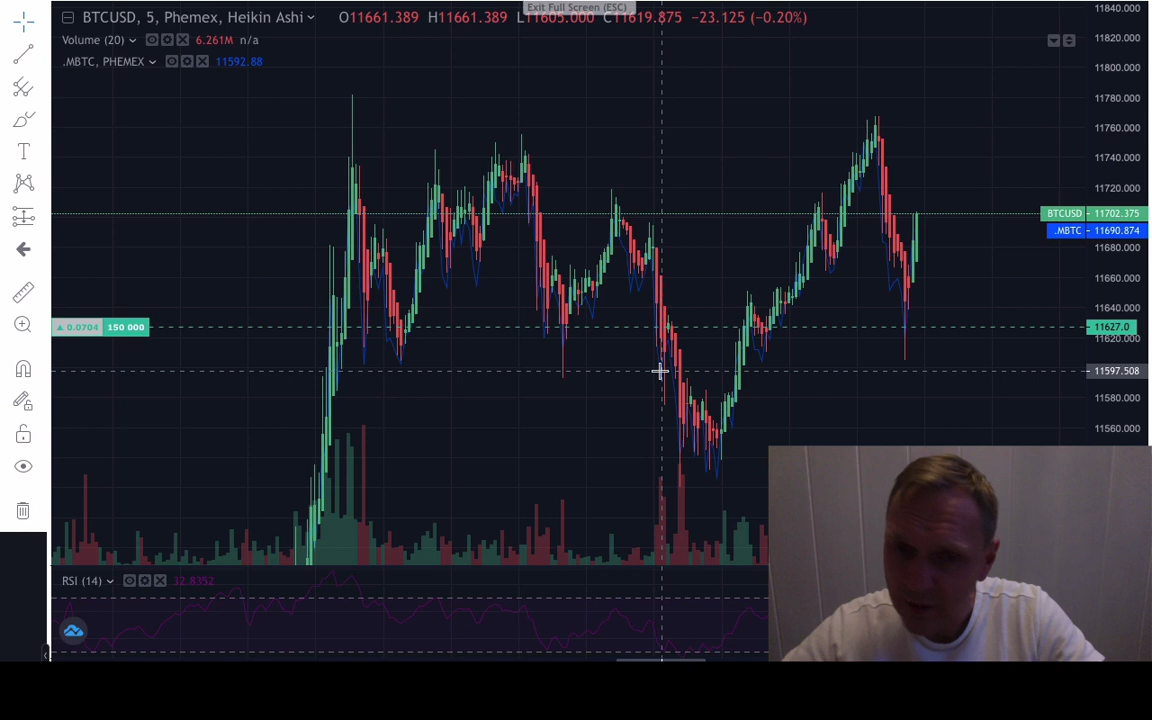 Exit Full Screen (ESC)
BTCUSD, 5, Phemex, Heikin Ashi O11661.389 H11661.389 L11605.000 C11619.875 −23.125 (−0.20%)
Volume (20) 6.261M n/a
.MBTC, PHEMEX 11592.88
11840.000
11820.000
11800.000
11780.000
11760.000
11740.000
11720.000
BTCUSD 11702.375
.MBTC 11690.874
11680.000
11660.000
11640.000
0.0704 150 000 11627.0
11620.000
11597.508
11580.000
11560.000
RSI (14) 32.8352